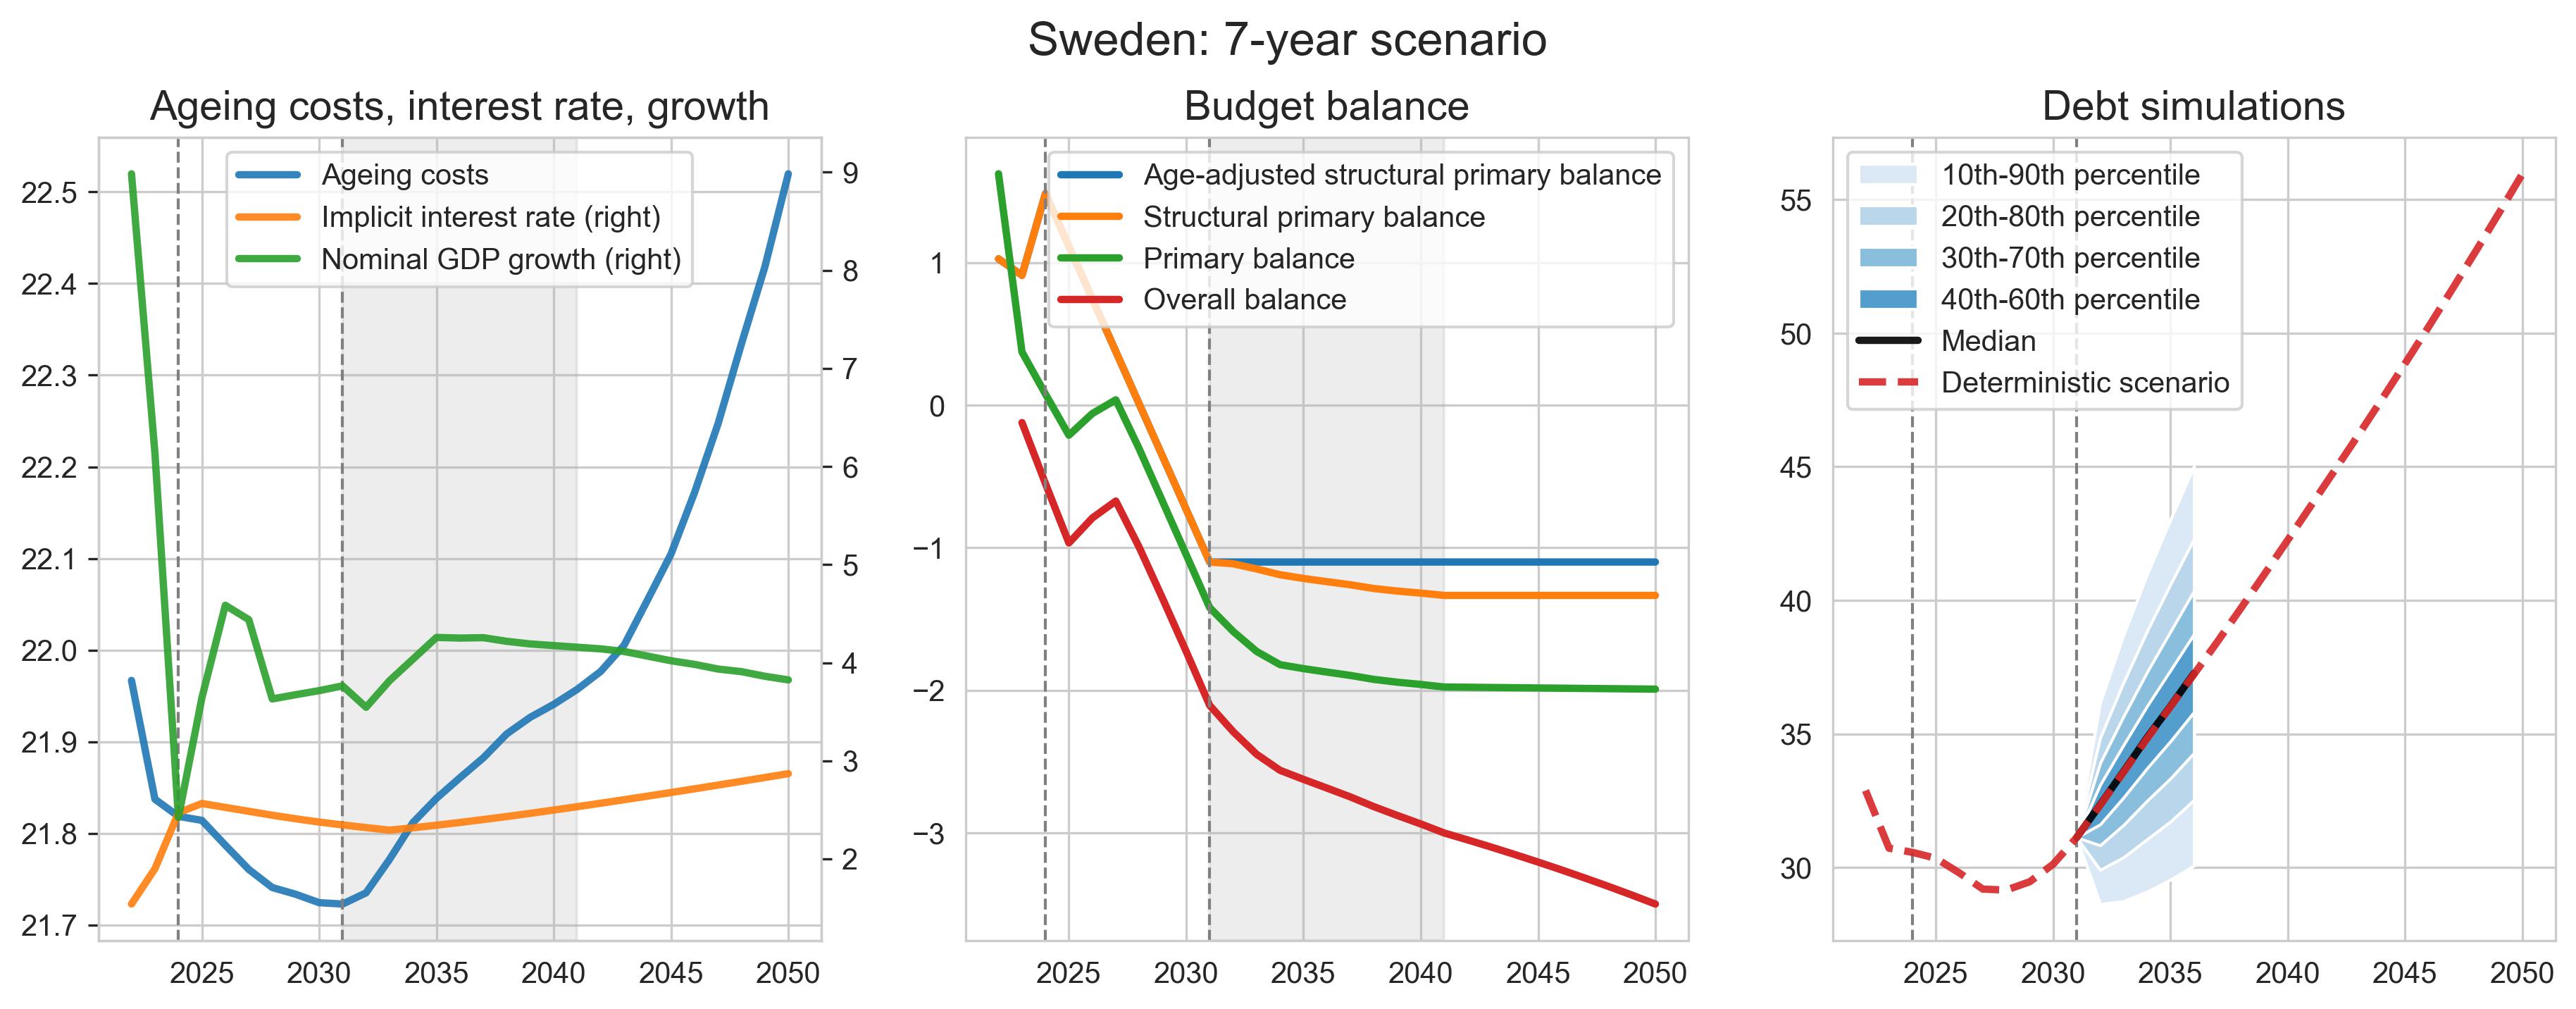 Sweden: 7-year scenario
Ageing costs, interest rate, growth
Ageing costs
Implicit interest rate (right)
Nominal GDP growth (right)
22.5
22.4
22.3
22.2
22.1
22.0
21.9
21.8
21.7
9
8
7
6
5
4
3
2
2025 2030 2035 2040 2045 2050
Budget balance
Age-adjusted structural primary balance
Structural primary balance
Primary balance
Overall balance
1
0
−1
−2
−3
2025 2030 2035 2040 2045 2050
Debt simulations
10th-90th percentile
20th-80th percentile
30th-70th percentile
40th-60th percentile
Median
Deterministic scenario
55
50
45
40
35
30
2025 2030 2035 2040 2045 2050